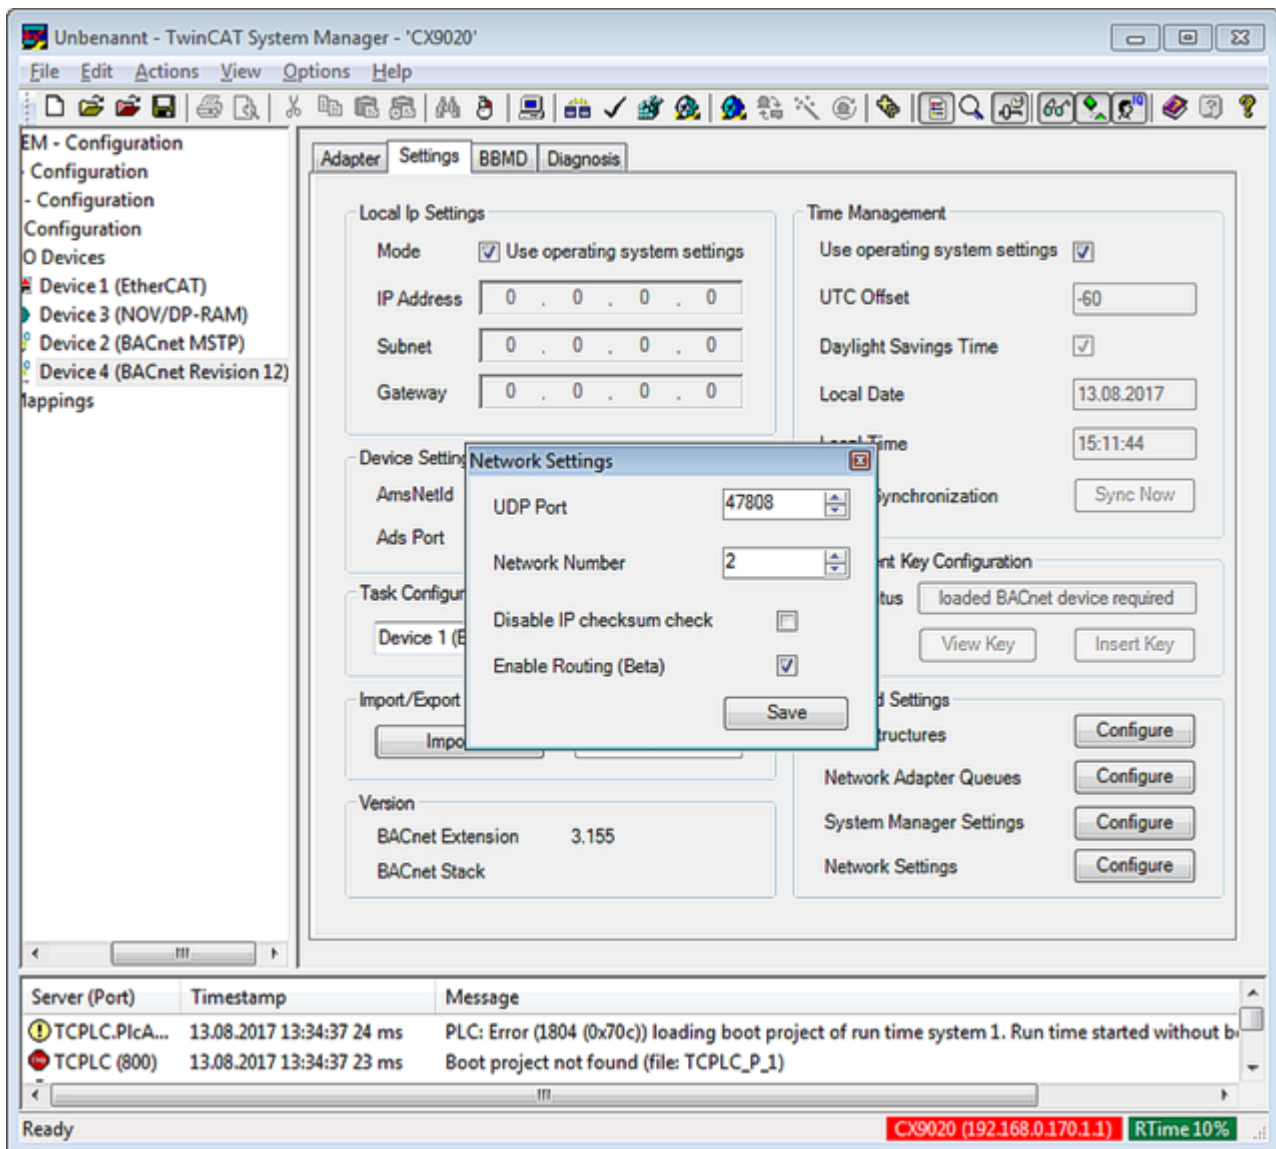 Unbenannt - TwinCAT System Manager - 'CX9020'
File Edit Actions View Options Help
EM - Configuration
Configuration
- Configuration
Configuration
O Devices
Device 1 (EtherCAT)
Device 3 (NOV/DP-RAM)
Device 2 (BACnet MSTP)
Device 4 (BACnet Revision 12)
Mappings
Adapter Settings BBMD Diagnosis
Local Ip Settings
Mode Use operating system settings
IP Address 0 . 0 . 0 . 0
Subnet 0 . 0 . 0 . 0
Gateway 0 . 0 . 0 . 0
Device Setting
AmsNetId
Ads Port
Task Configur
Device 1 (E
Import/Export
Impo
Version
BACnet Extension 3.155
BACnet Stack
Network Settings
UDP Port 47808
Network Number 2
Disable IP checksum check
Enable Routing (Beta)
Save
Time Management
Use operating system settings
UTC Offset -60
Daylight Savings Time
Local Date 13.08.2017
Local Time 15:11:44
ynchronization Sync Now
nt Key Configuration
tus loaded BACnet device required
View Key Insert Key
d Settings
ructures Configure
Network Adapter Queues Configure
System Manager Settings Configure
Network Settings Configure
Server (Port) Timestamp Message
TCPLC.PlcA... 13.08.2017 13:34:37 24 ms PLC: Error (1804 (0x70c)) loading boot project of run time system 1. Run time started without b
TCPLC (800) 13.08.2017 13:34:37 23 ms Boot project not found (file: TCPLC_P_1)
Ready CX9020 (192.168.0.170.1.1) RTime 10%